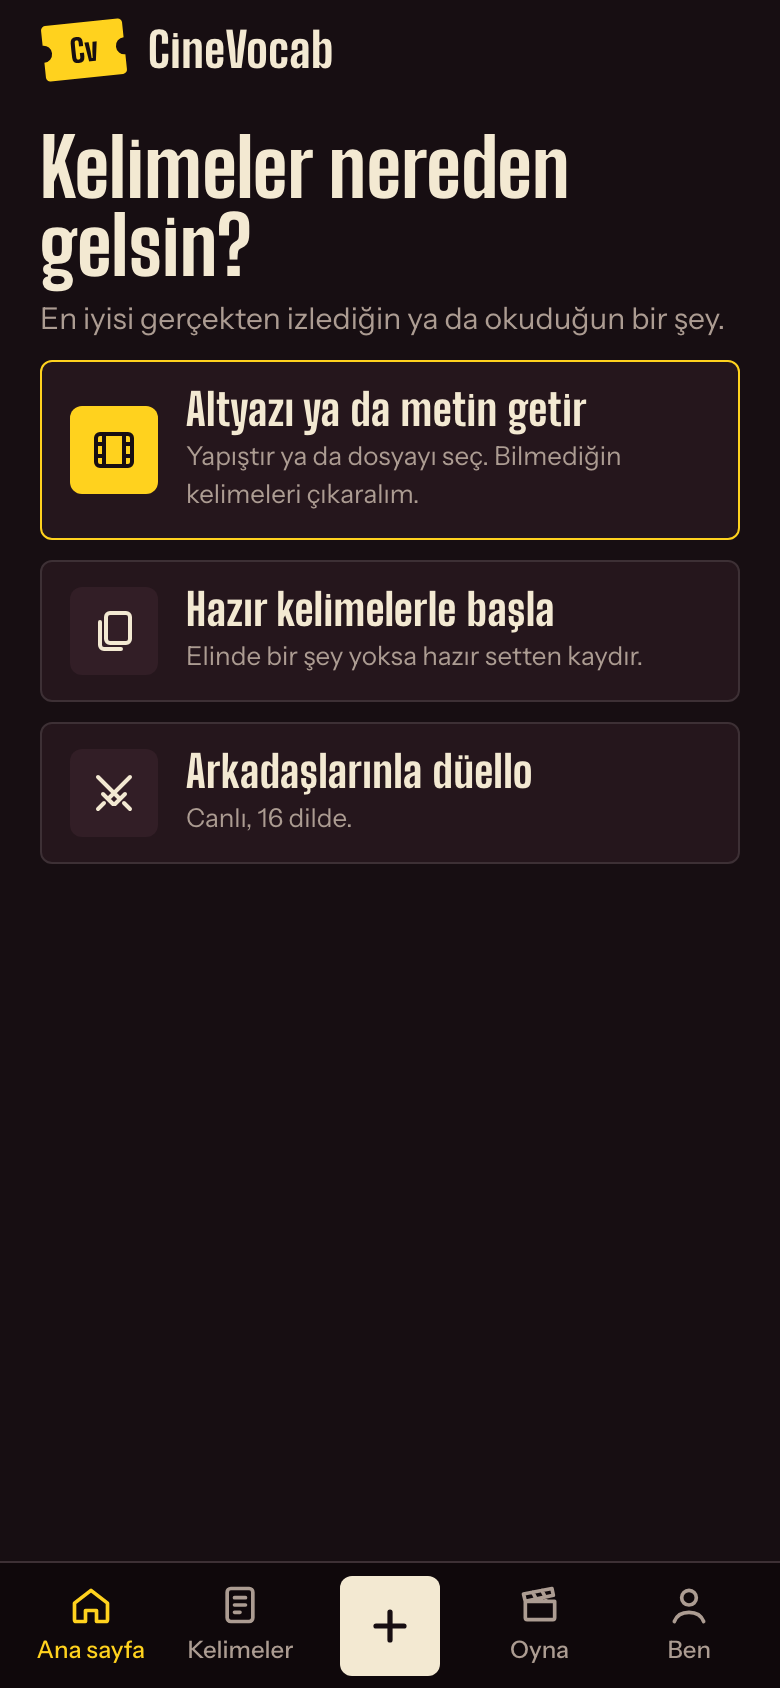 Cv CineVocab
Kelimeler nereden
gelsin?
En iyisi gerçekten izlediğin ya da okuduğun bir şey.
Altyazı ya da metin getir
Yapıştır ya da dosyayı seç. Bilmediğin
kelimeleri çıkaralım.
Hazır kelimelerle başla
Elinde bir şey yoksa hazır setten kaydır.
Arkadaşlarınla düello
Canlı, 16 dilde.
Ana sayfa Kelimeler Oyna Ben